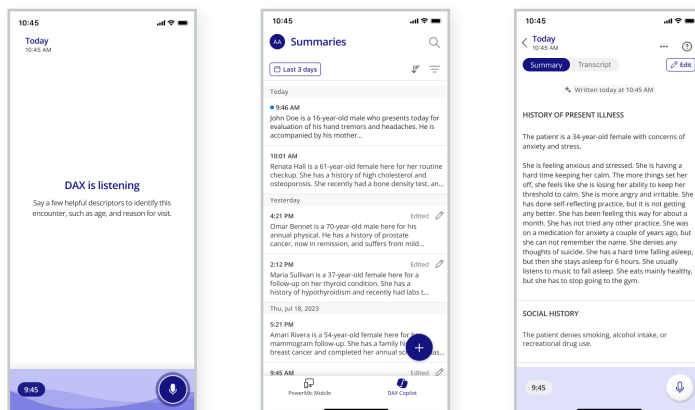 10:45
Today
10:45 AM
DAX is listening
Say a few helpful descriptors to identify this
encounter, such as age, and reason for visit.
9:45
10:45
AA Summaries
Last 3 days
Today
9:46 AM
John Doe is a 16-year-old male who presents today for
evaluation of his hand tremors and headaches. He is
accompanied by his mother...
10:01 AM
Renata Hall is a 61-year-old female here for her routine
checkup. She has a history of high cholesterol and
osteoporosis. She recently had a bone density test, an...
Yesterday
4:21 PM Edited
Omar Bennet is a 70-year-old male here for his
annual physical. He has a history of prostate
cancer, now in remission, and suffers from mild...
2:12 PM Edited
Maria Sullivan is a 37-year-old female here for a
follow-up on her thyroid condition. She has a
history of hypothyroidism and recently had labs t...
Thu, Jul 18, 2023
5:21 PM
Amari Rivera is a 54-year-old female here for
mammogram follow-up. She has a family
breast cancer and completed her annual
9:45 AM Edited
PowerMic Mobile DAX Copilot
10:45
Today
10:45 AM
Summary Transcript Edit
Written today at 10:45 AM
HISTORY OF PRESENT ILLNESS
The patient is a 34-year-old female with concerns of
anxiety and stress.
She is feeling anxious and stressed. She is having a
hard time keeping her calm. The more things set her
off, she feels like she is losing her ability to keep her
threshold to calm. She is more angry and irritable. She
has done self-reflecting practice, but it is not getting
any better. She has been feeling this way for about a
month. She has not tried any other practice. She was
on a medication for anxiety a couple of years ago, but
she can not remember the name. She denies any
thoughts of suicide. She has a hard time falling asleep,
but then she stays asleep for 6 hours. She usually
listens to music to fall asleep. She eats mainly healthy,
but she has to stop going to the gym.
SOCIAL HISTORY
The patient denies smoking, alcohol intake, or
recreational drug use.
9:45